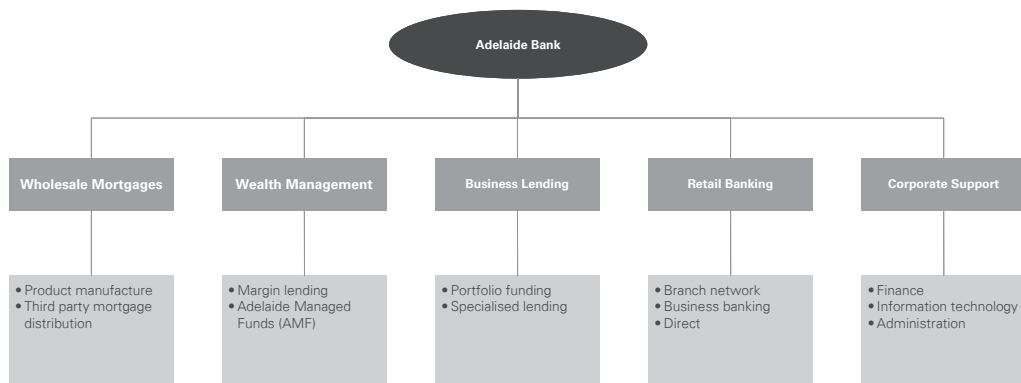 Adelaide Bank
Wholesale Mortgages
Wealth Management
Business Lending
Retail Banking
Corporate Support
• Product manufacture
• Third party mortgage
distribution
• Margin lending
• Adelaide Managed
Funds (AMF)
• Portfolio funding
• Specialised lending
• Branch network
• Business banking
• Direct
• Finance
• Information technology
• Administration